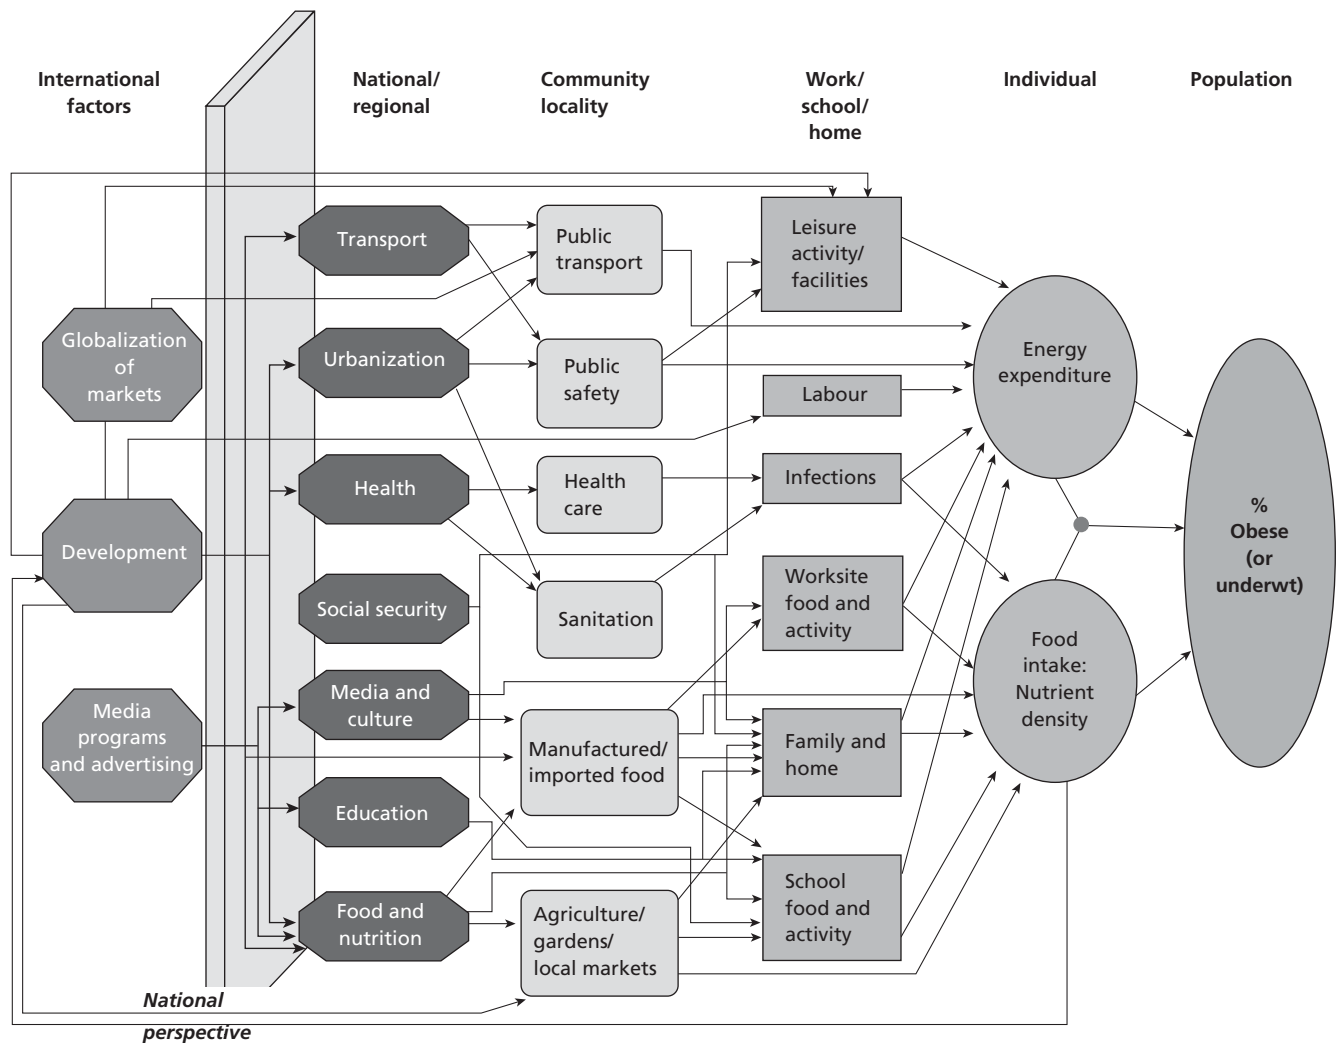 International
factors
National/
regional
Community
locality
Work/
school/
home
Individual
Population
Globalization
of
markets
Development
Media
programs
and advertising
Transport
Urbanization
Health
Social security
Media and
culture
Education
Food and
nutrition
Public
transport
Public
safety
Health
care
Sanitation
Manufactured/
imported food
Agriculture/
gardens/
local markets
Leisure
activity/
facilities
Labour
Infections
Worksite
food and
activity
Family and
home
School
food and
activity
Energy
expenditure
Food
intake:
Nutrient
density
%
Obese
(or
underwt)
National
perspective